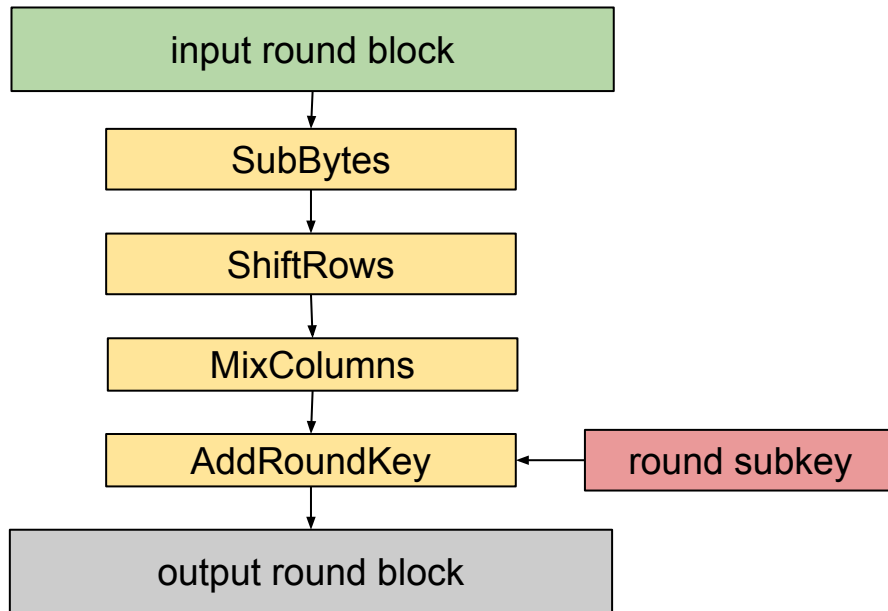 input round block
SubBytes
ShiftRows
MixColumns
AddRoundKey
round subkey
output round block